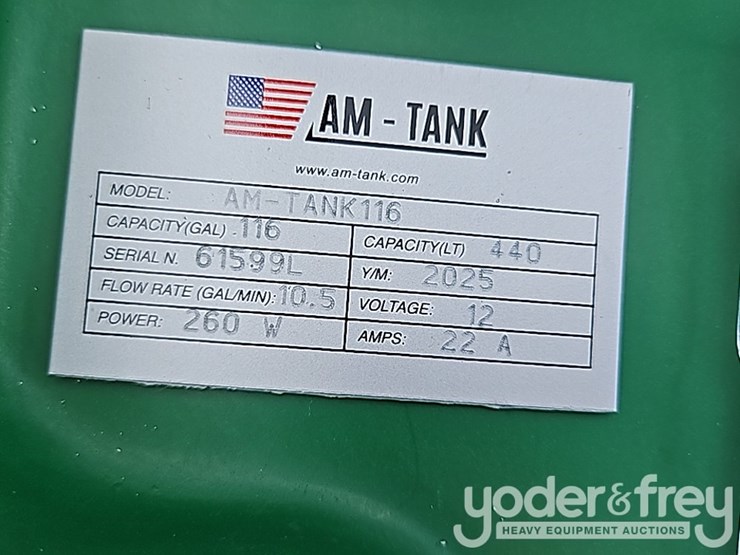 AM - TANK
www.am-tank.com
MODEL: AM-TANK116
CAPACITY(GAL) 116 CAPACITY(LT) 440
SERIAL N. 61599L Y/M: 2025
FLOW RATE (GAL/MIN): 10.5 VOLTAGE: 12
POWER: 260 W AMPS: 22 A
yoder&frey
HEAVY EQUIPMENT AUCTIONS